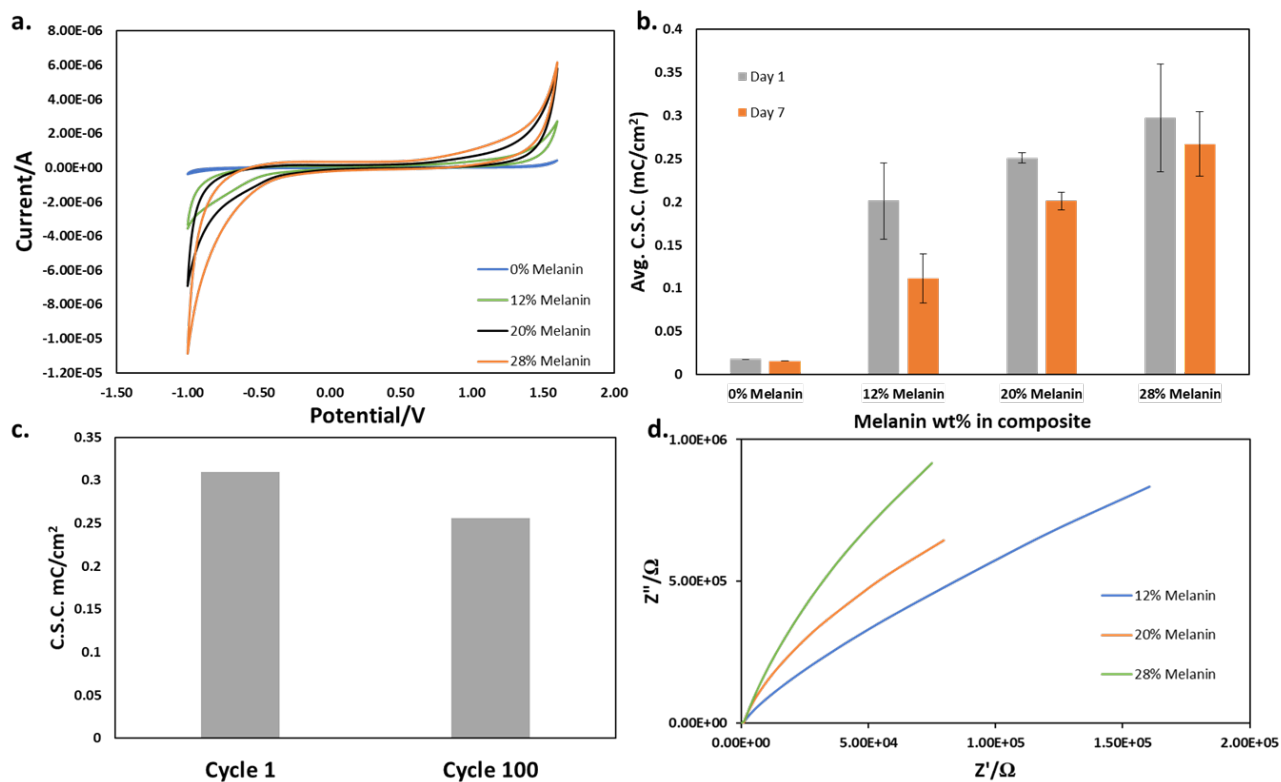 a.
8.00E-06
6.00E-06
4.00E-06
2.00E-06
0.00E+00
-2.00E-06
-4.00E-06
-6.00E-06
-8.00E-06
-1.00E-05
-1.20E-05
Current/A
-1.50
-1.00
-0.50
0.00
0.50
1.00
1.50
2.00
Potential/V
0% Melanin
12% Melanin
20% Melanin
28% Melanin
b.
0.4
0.35
0.3
0.25
0.2
0.15
0.1
0.05
0
Avg. C.S.C. (mC/cm²)
Day 1
Day 7
0% Melanin
12% Melanin
20% Melanin
28% Melanin
Melanin wt% in composite
c.
0.35
0.3
0.25
0.2
0.15
0.1
0.05
0
C.S.C. mC/cm²
Cycle 1
Cycle 100
d.
1.00E+06
5.00E+05
0.00E+00
Z''/Ω
0.00E+00
5.00E+04
1.00E+05
1.50E+05
2.00E+05
Z'/Ω
12% Melanin
20% Melanin
28% Melanin